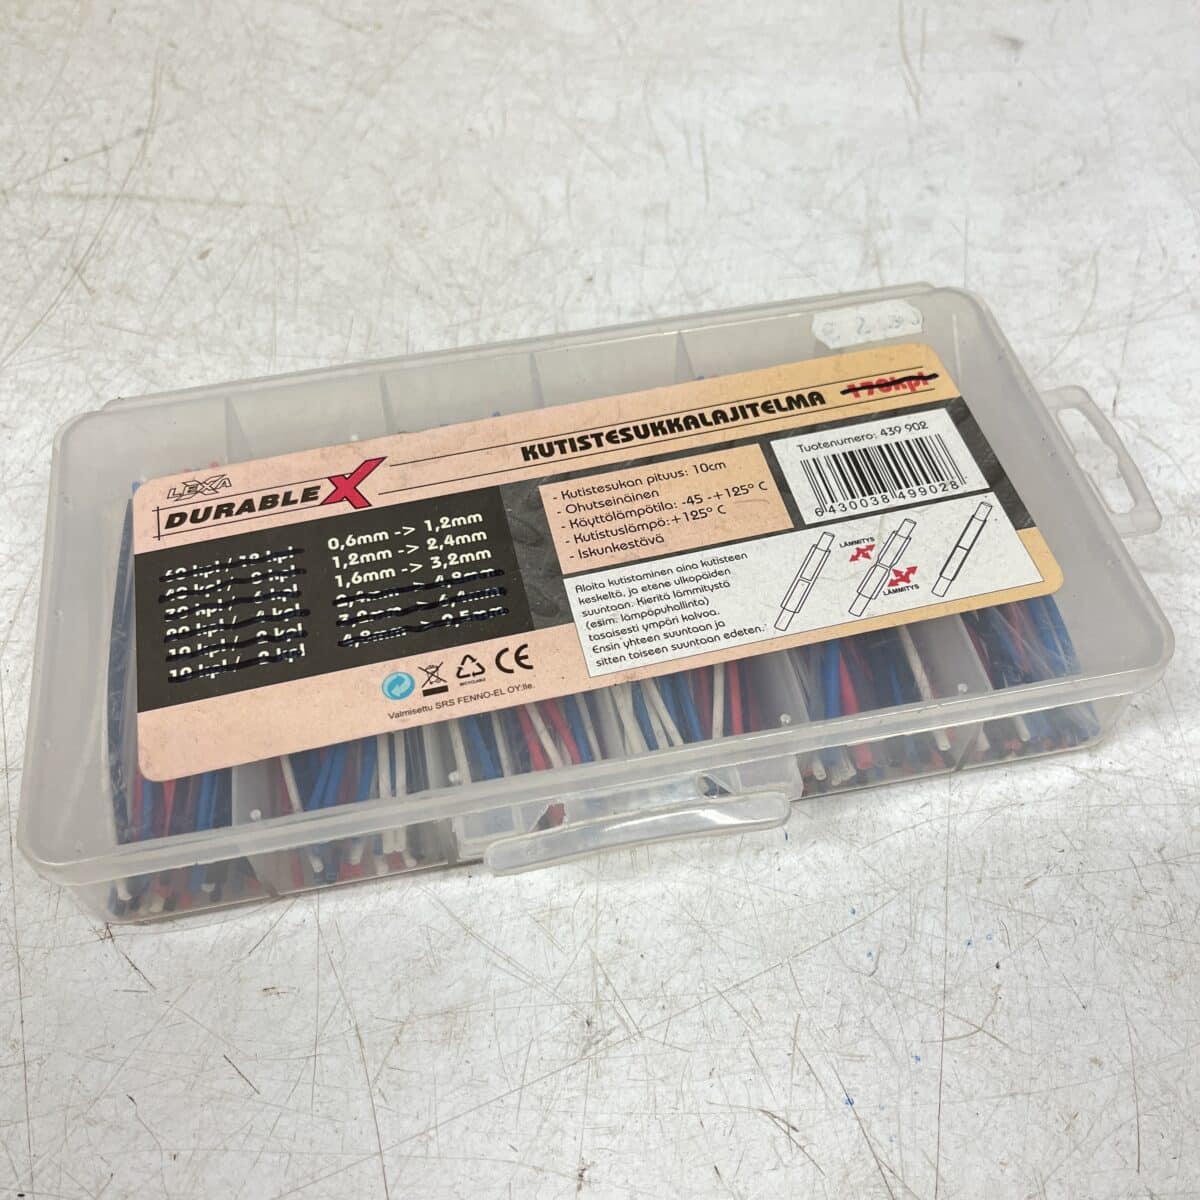 170kpl
KUTISTESUKKALAJITELMA
LEXA
DURABLE X
0,6mm -> 1,2mm
1,2mm -> 2,4mm
1,6mm -> 3,2mm
- Kutistesukan pituus: 10cm
- Ohutseinäinen
- Käyttölämpötila: -45 -+125° C
- Kutistuslämpö:+125° C
- Iskunkestävä
Tuotenumero: 439 902
6 430038 499028
Aloita kutistaminen aina kutisteen
keskeltä, ja etene ulkopäiden
suuntaan. Kieritä lämmitystä
(esim. lämpöpuhallinta)
tasaisesti ympäri kaivoa.
Ensin yhteen suuntaan ja
sitten toiseen suuntaan edeten.
LÄMMITYS
LÄMMITYS
RECYCLABLE
CE
Valmisettu SRS FENNO-EL OY:lle.